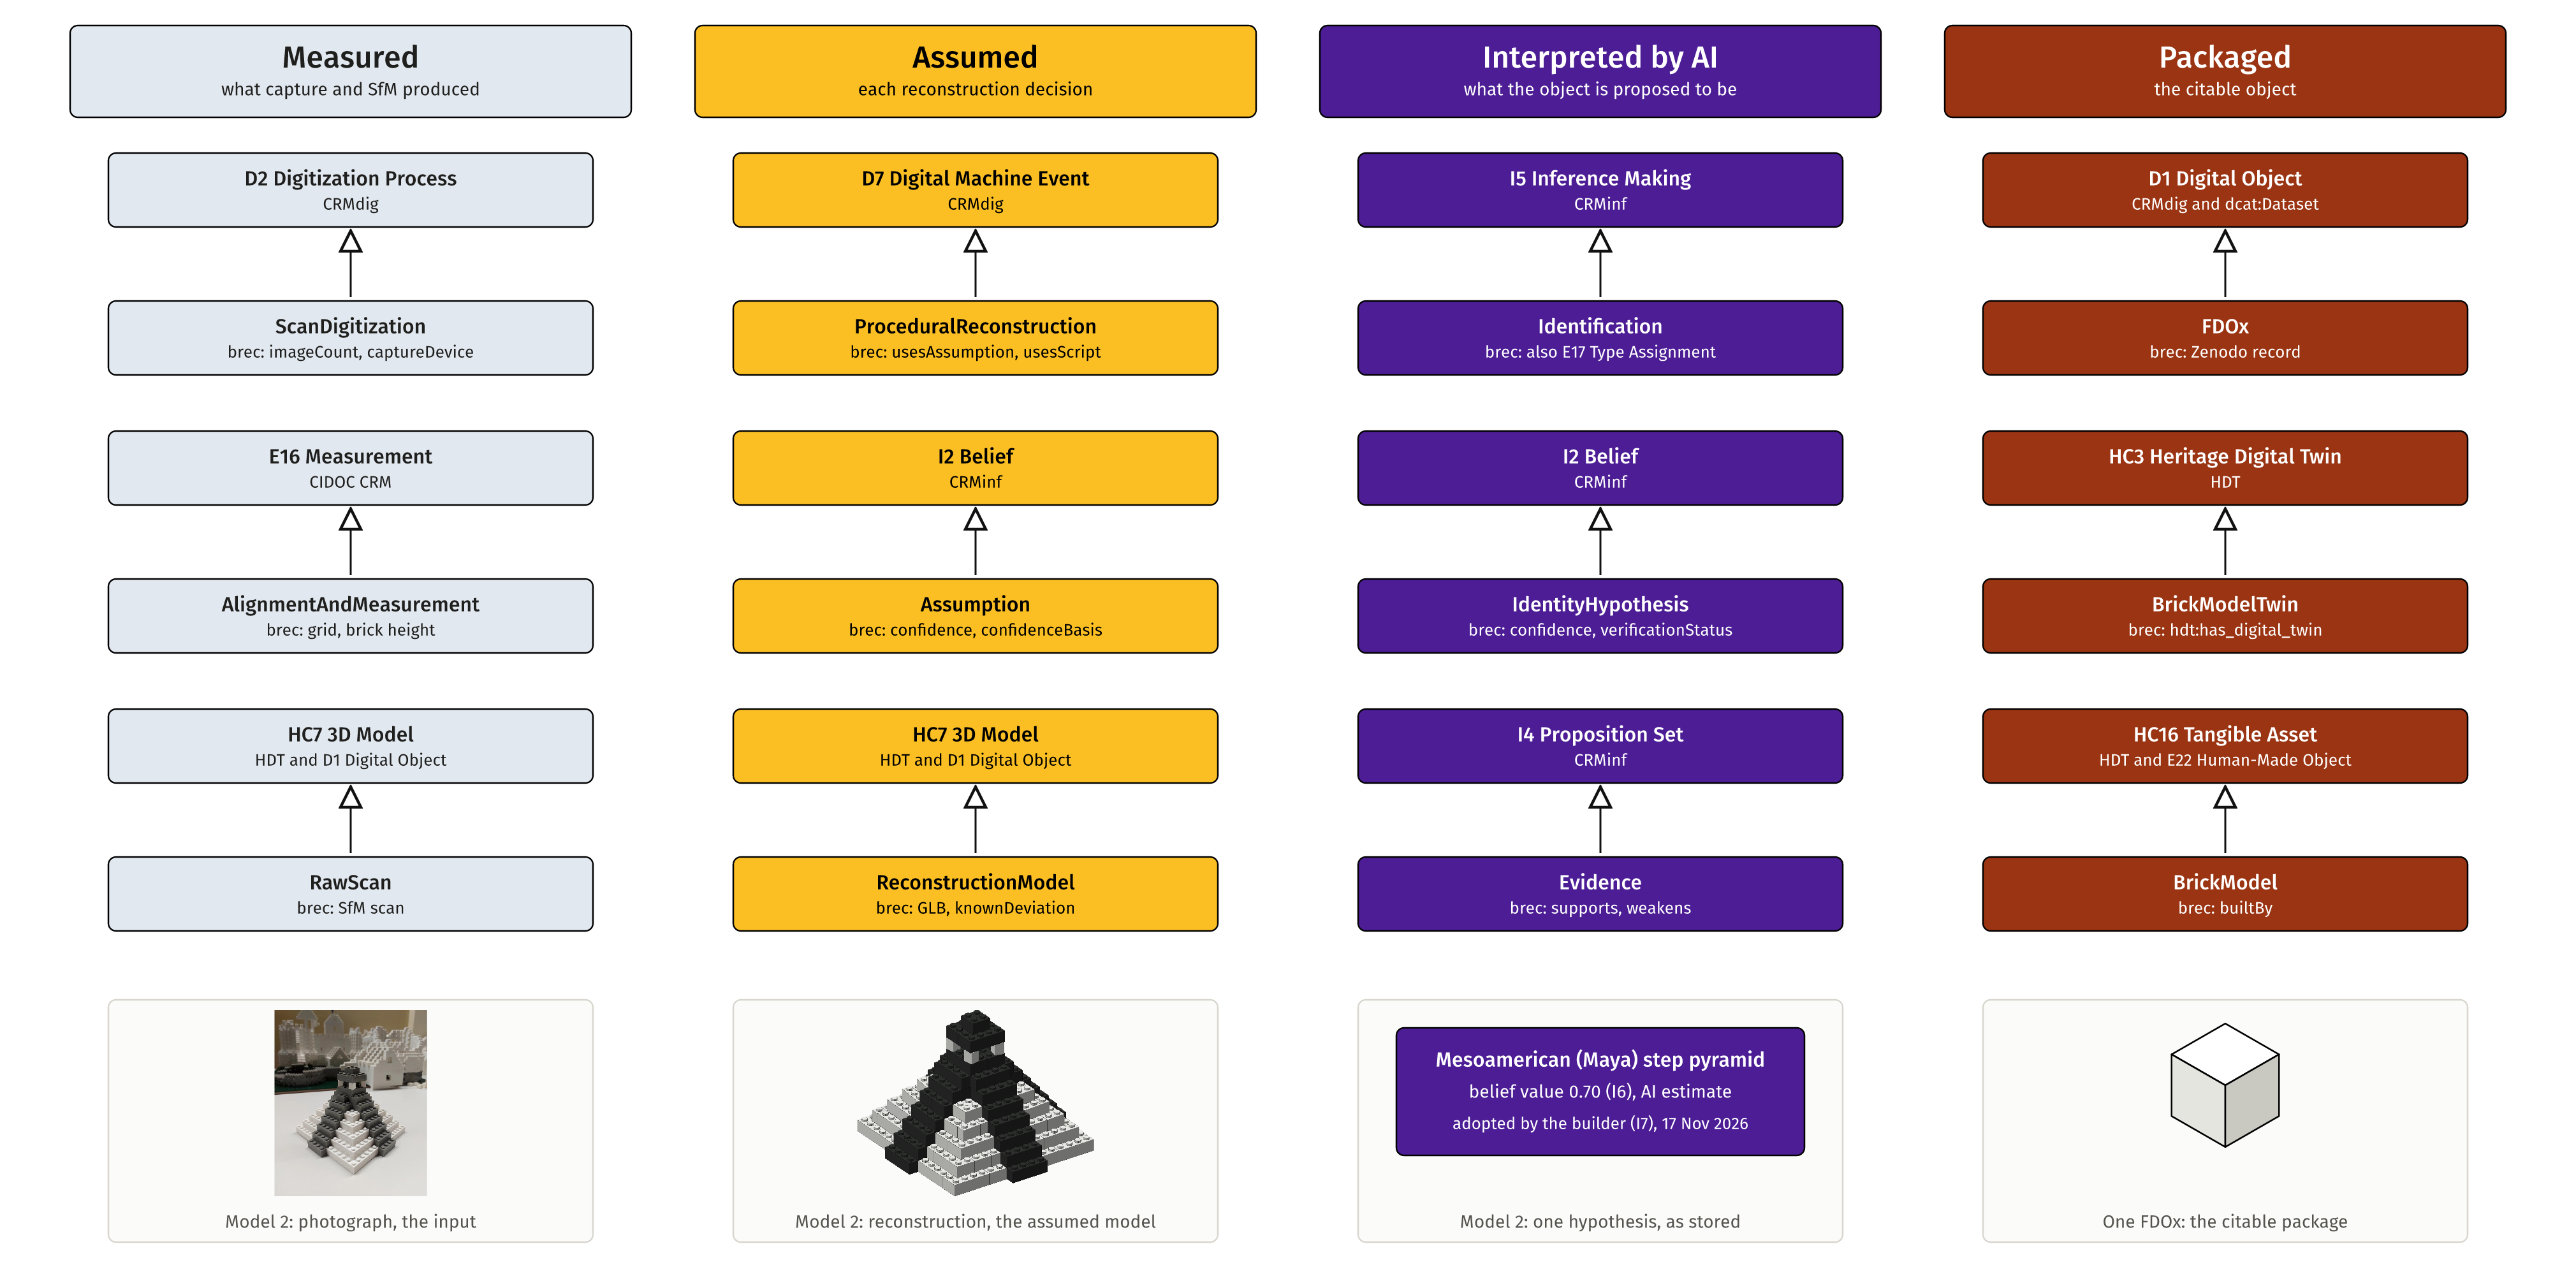 Measured
what capture and SfM produced
D2 Digitization Process
CRMdig
ScanDigitization
brec: imageCount, captureDevice
E16 Measurement
CIDOC CRM
AlignmentAndMeasurement
brec: grid, brick height
HC7 3D Model
HDT and D1 Digital Object
RawScan
brec: SfM scan
Model 2: photograph, the input
Assumed
each reconstruction decision
D7 Digital Machine Event
CRMdig
ProceduralReconstruction
brec: usesAssumption, usesScript
I2 Belief
CRMinf
Assumption
brec: confidence, confidenceBasis
HC7 3D Model
HDT and D1 Digital Object
ReconstructionModel
brec: GLB, knownDeviation
Model 2: reconstruction, the assumed model
Interpreted by AI
what the object is proposed to be
I5 Inference Making
CRMinf
Identification
brec: also E17 Type Assignment
I2 Belief
CRMinf
IdentityHypothesis
brec: confidence, verificationStatus
I4 Proposition Set
CRMinf
Evidence
brec: supports, weakens
Mesoamerican (Maya) step pyramid
belief value 0.70 (I6), AI estimate
adopted by the builder (I7), 17 Nov 2026
Model 2: one hypothesis, as stored
Packaged
the citable object
D1 Digital Object
CRMdig and dcat:Dataset
FDOx
brec: Zenodo record
HC3 Heritage Digital Twin
HDT
BrickModelTwin
brec: hdt:has_digital_twin
HC16 Tangible Asset
HDT and E22 Human-Made Object
BrickModel
brec: builtBy
One FDOx: the citable package